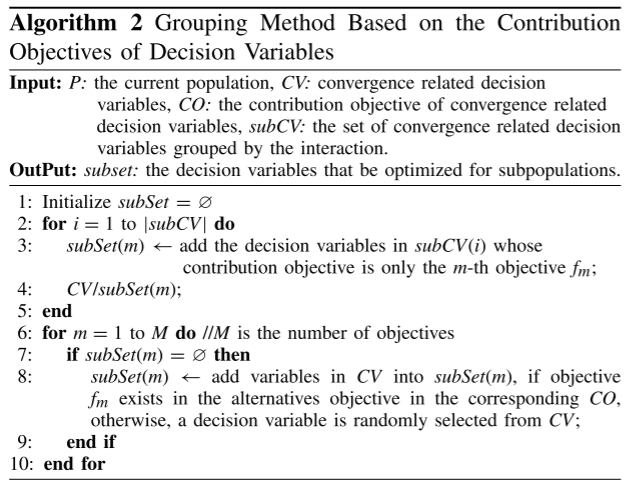 Algorithm 2 Grouping Method Based on the Contribution
Objectives of Decision Variables
Input: P: the current population, CV: convergence related decision
variables, CO: the contribution objective of convergence related
decision variables, subCV: the set of convergence related decision
variables grouped by the interaction.
OutPut: subset: the decision variables that be optimized for subpopulations.
1: Initialize subSet = ∅
2: for i = 1 to |subCV| do
3: subSet(m) ← add the decision variables in subCV(i) whose
contribution objective is only the m-th objective fm;
4: CV/subSet(m);
5: end
6: for m = 1 to M do //M is the number of objectives
7: if subSet(m) = ∅ then
8: subSet(m) ← add variables in CV into subSet(m), if objective
fm exists in the alternatives objective in the corresponding CO,
otherwise, a decision variable is randomly selected from CV;
9: end if
10: end for